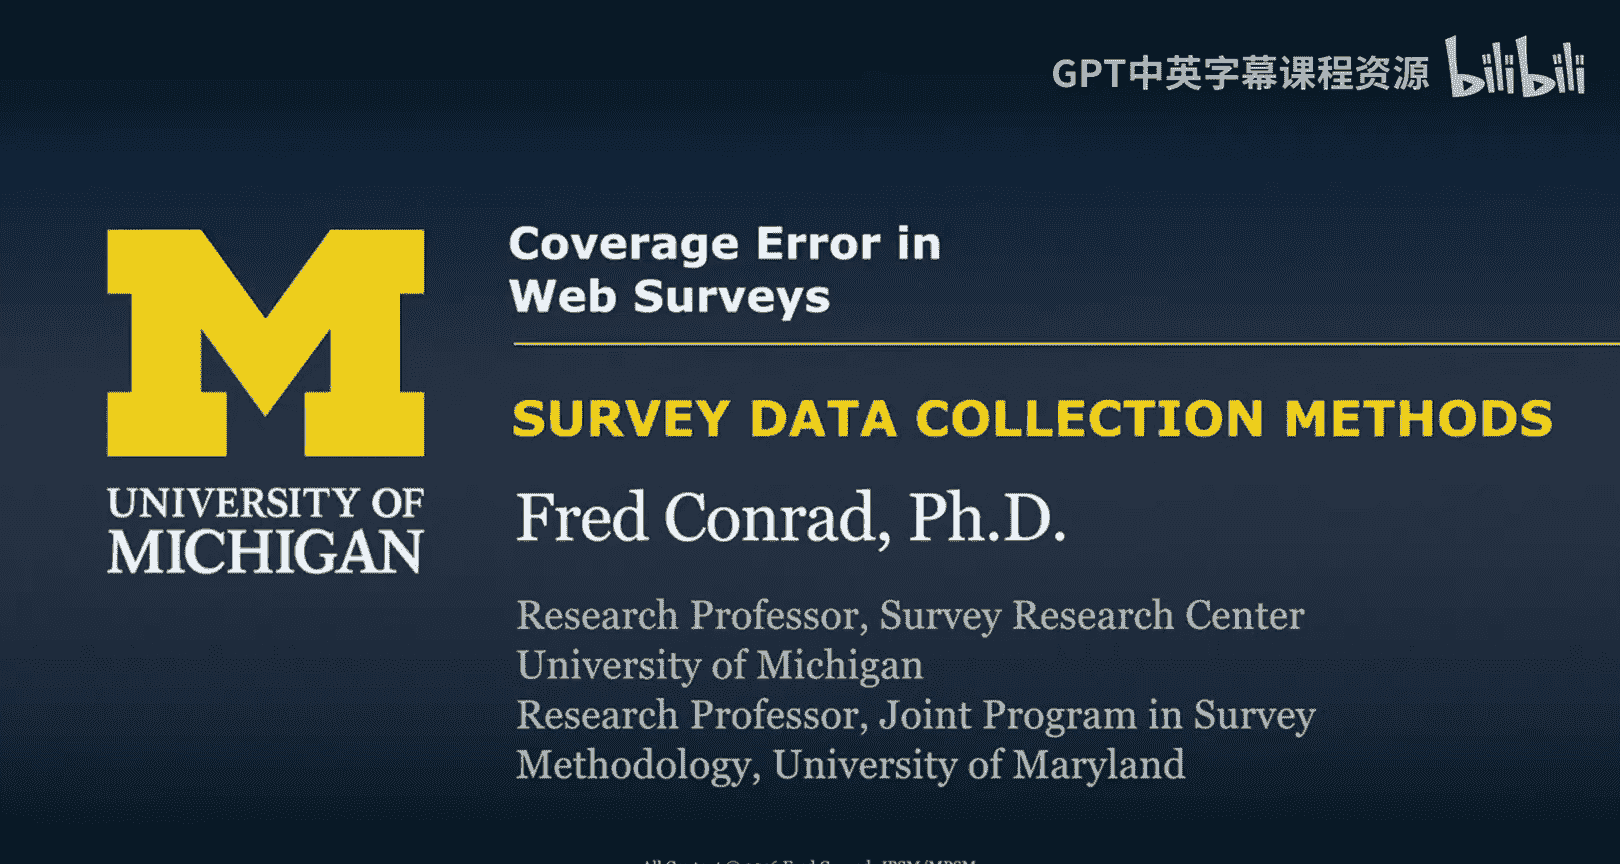 GPT中英字幕课程资源 bilibili
Coverage Error in
Web Surveys
SURVEY DATA COLLECTION METHODS
Fred Conrad, Ph.D.
UNIVERSITY OF
MICHIGAN
Research Professor, Survey Research Center
University of Michigan
Research Professor, Joint Program in Survey
Methodology, University of Maryland